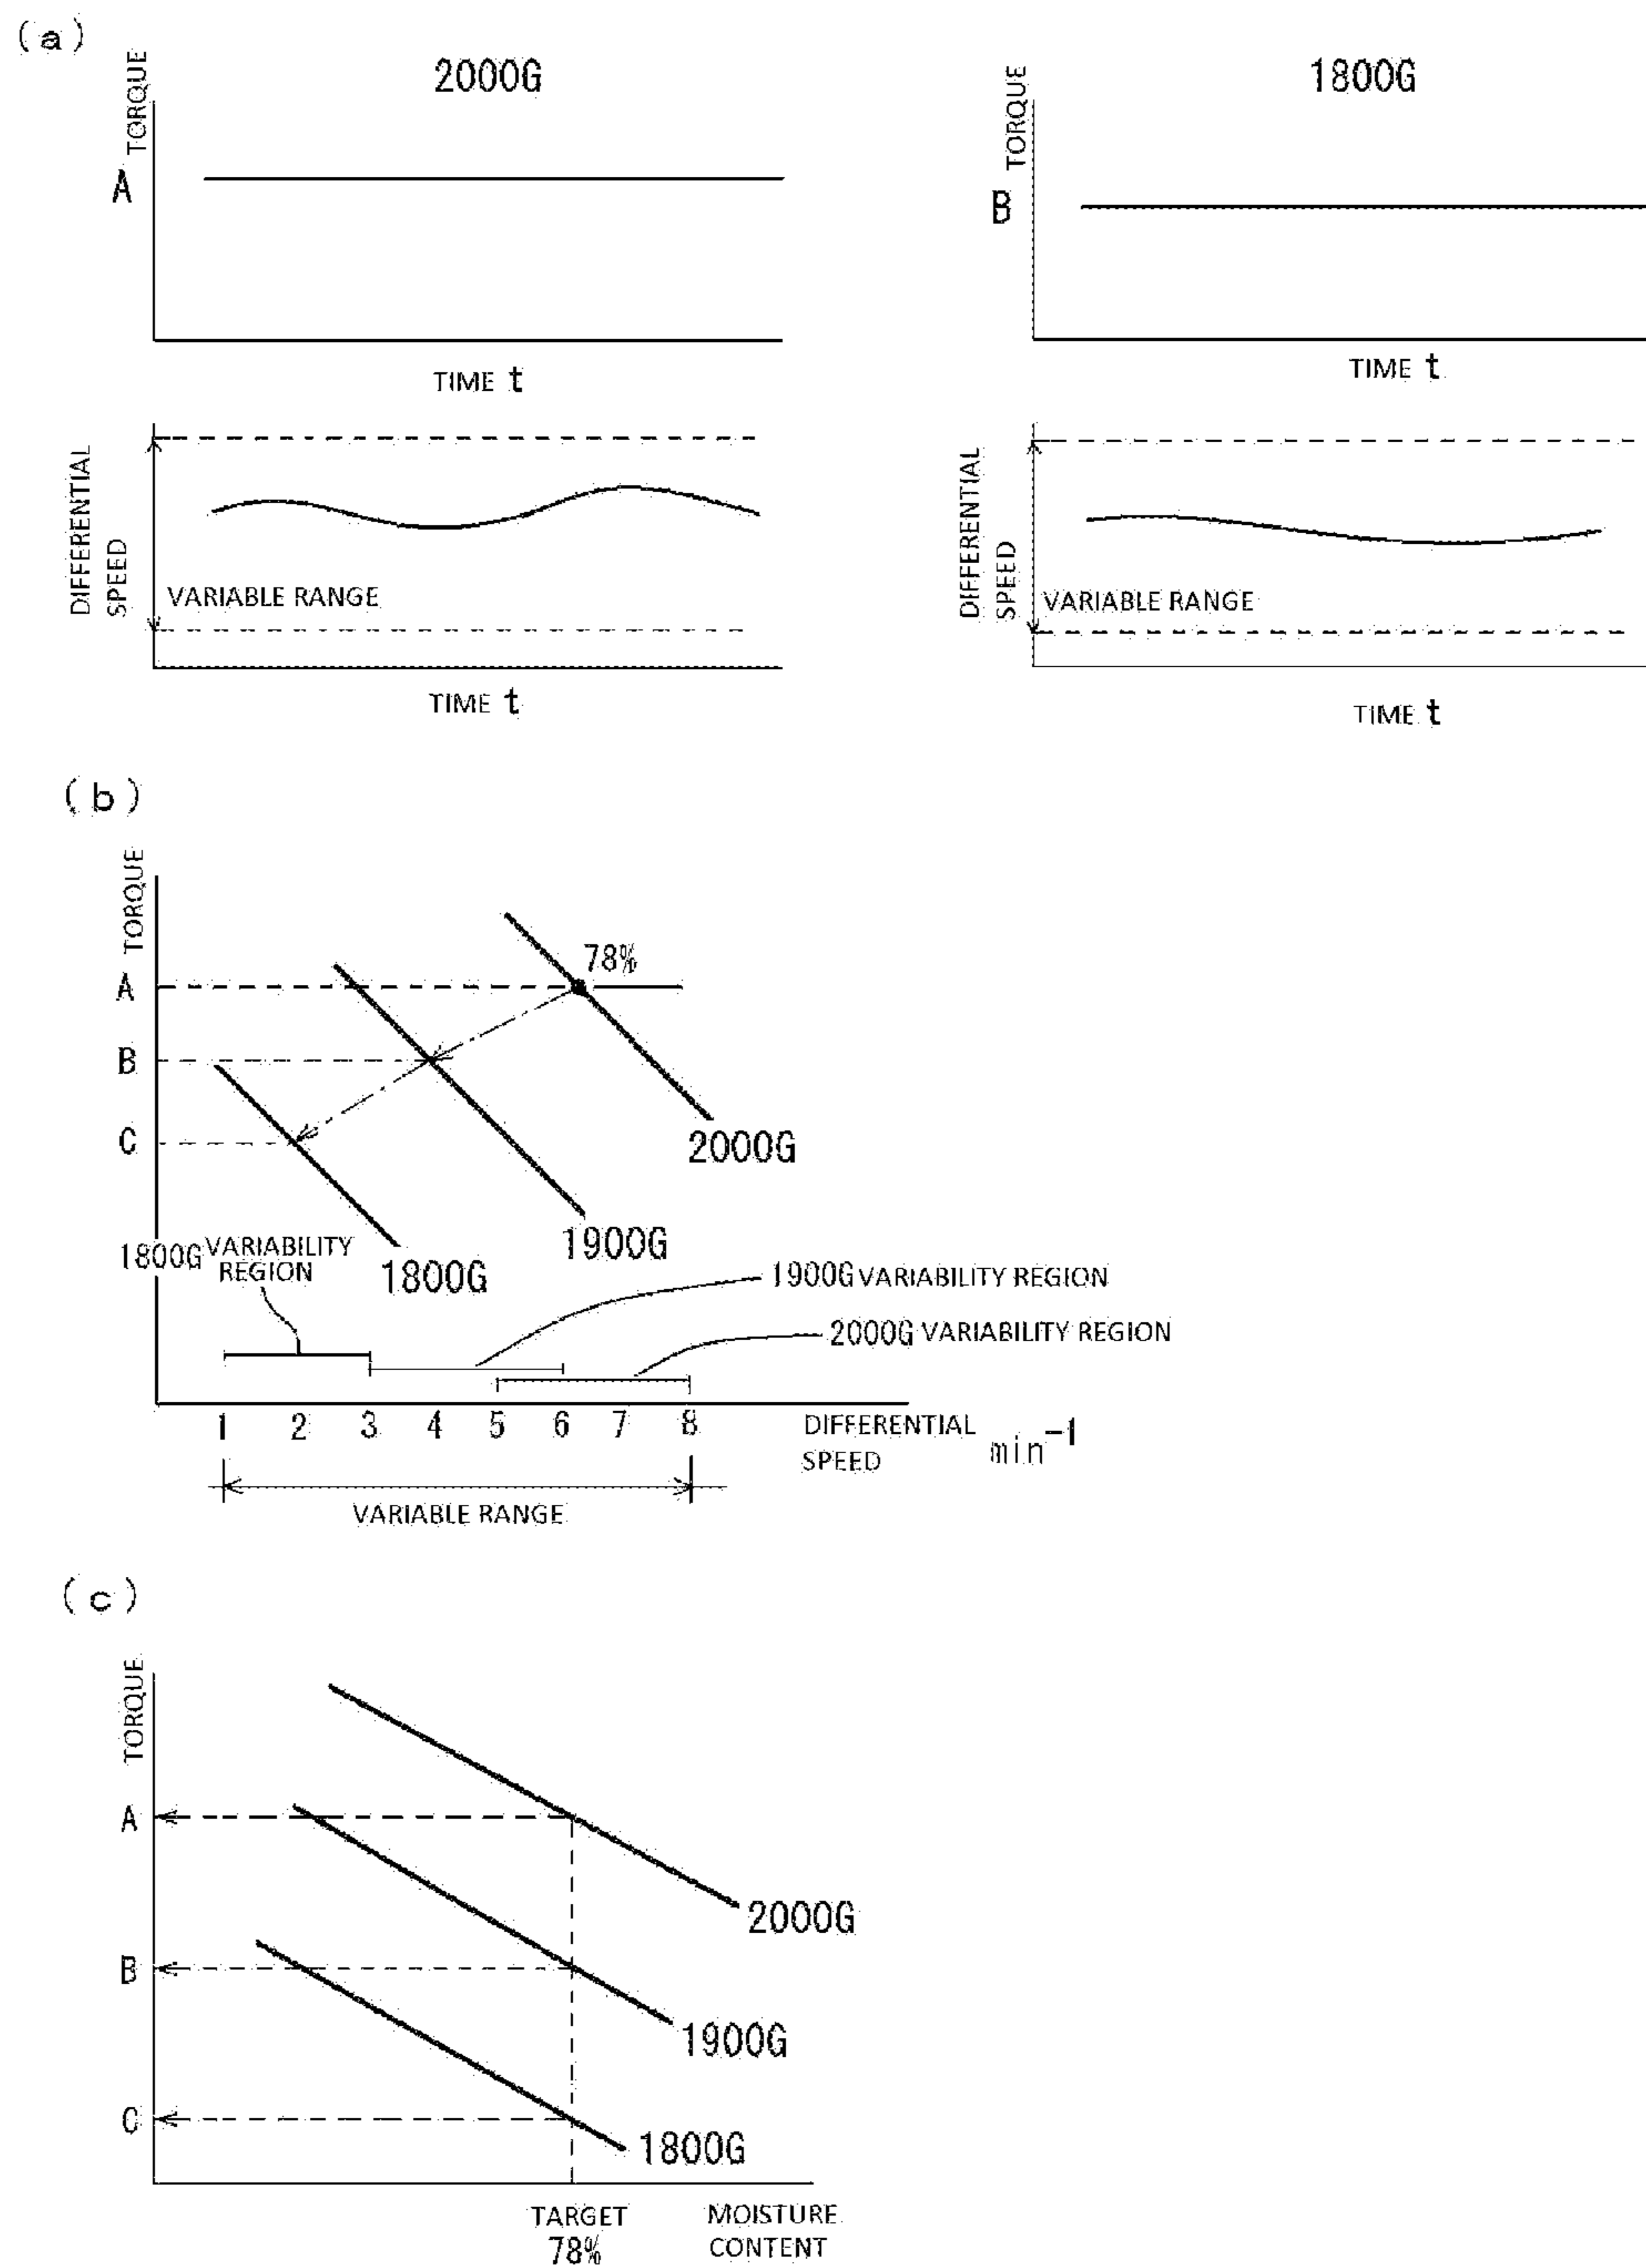 (a)
2000G
TORQUE
A
TIME t
1800G
TORQUE
B
TIME t
DIFFERENTIAL
SPEED
VARIABLE RANGE
TIME t
DIFFERENTIAL
SPEED
VARIABLE RANGE
TIME t
(b)
TORQUE
A
B
C
78%
2000G
1900G
1800G
1800G VARIABILITY
REGION
1900G VARIABILITY REGION
2000G VARIABILITY REGION
1 2 3 4 5 6 7 8
DIFFERENTIAL
SPEED
min⁻¹
VARIABLE RANGE
(c)
TORQUE
A
B
C
2000G
1900G
1800G
TARGET
78%
MOISTURE
CONTENT